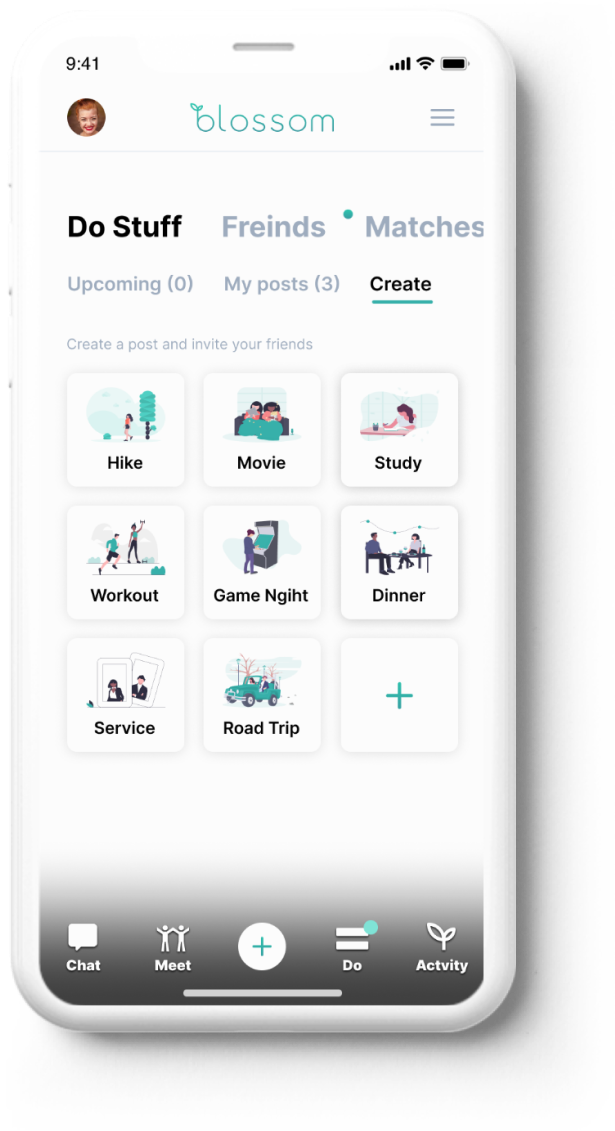 9:41
blossom
Do Stuff Freinds Matches
Upcoming (0) My posts (3) Create
Create a post and invite your friends
Hike Movie Study
Workout Game Ngiht Dinner
Service Road Trip
Chat Meet Do Actvity